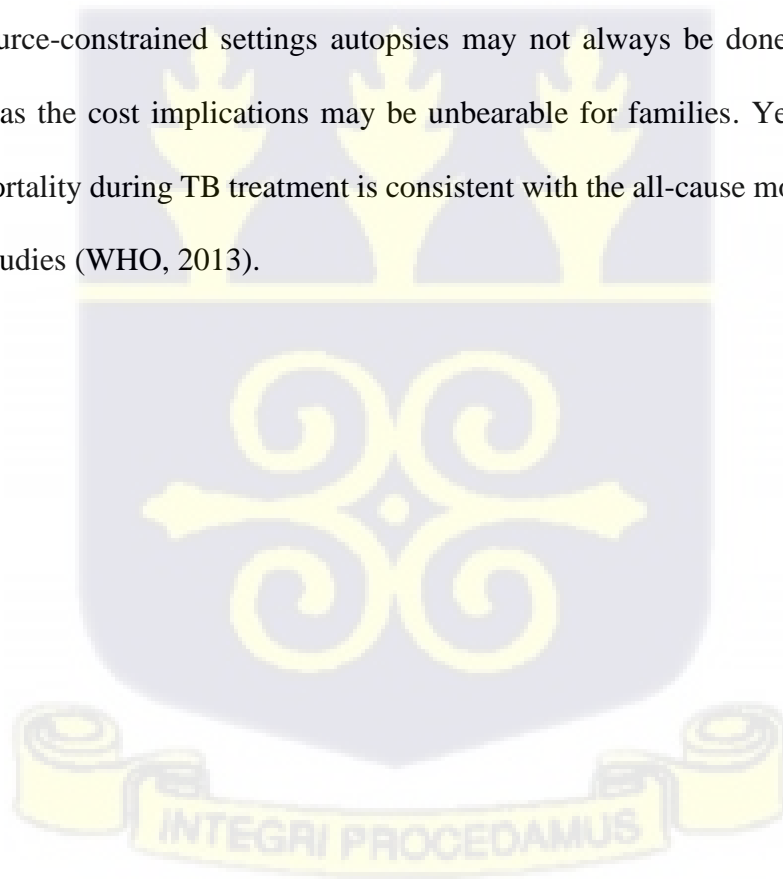 urce-constrained settings autopsies may not always be done
as the cost implications may be unbearable for families. Ye
ortality during TB treatment is consistent with the all-cause mo
udies (WHO, 2013).
INTEGRI PROCEDAMUS